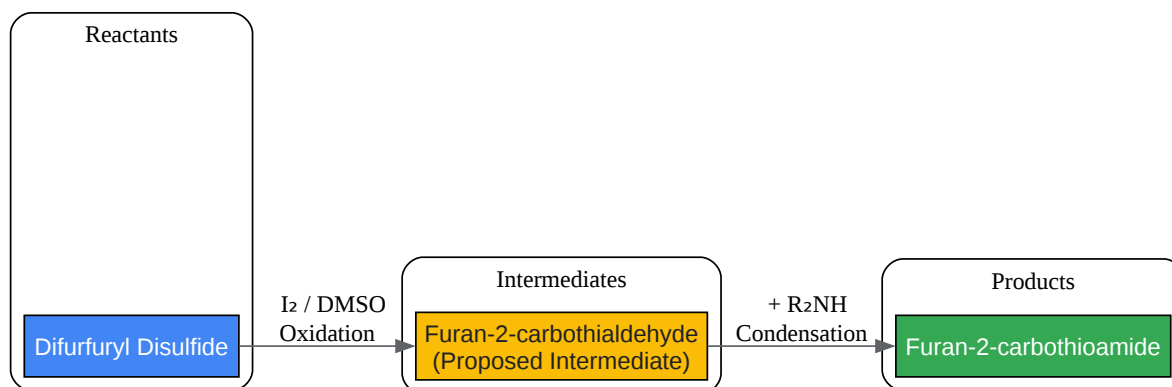 Reactants
Difurfuryl Disulfide
I₂ / DMSO
Oxidation
Intermediates
Furan-2-carbothialdehyde
(Proposed Intermediate)
+ R₂NH
Condensation
Products
Furan-2-carbothioamide